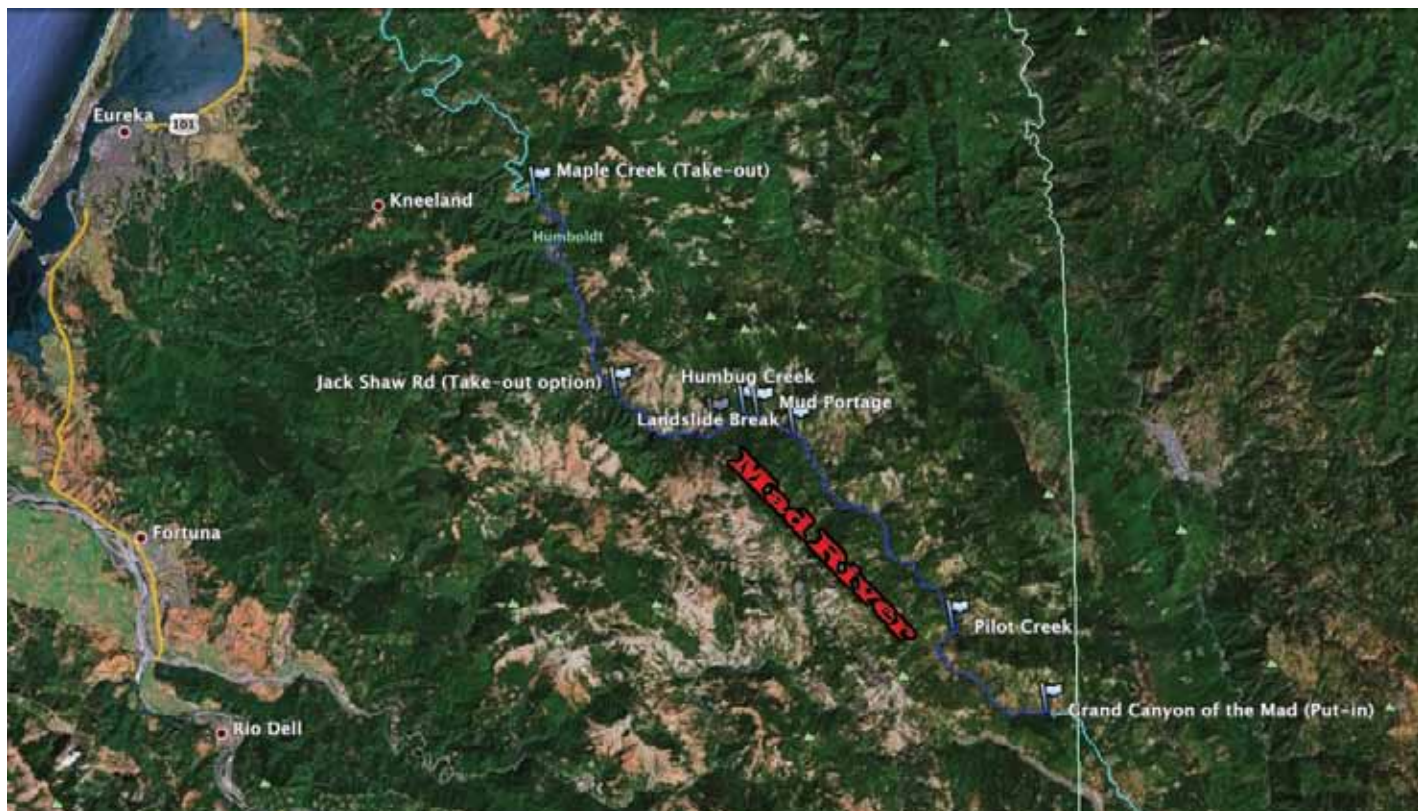 Eureka
101
Maple Creek (Take-out)
Kneeland
Humboldt
Jack Shaw Rd (Take-out option)
Humbug Creek
Mud Portage
Landslide Break
Mad River
Fortuna
Pilot Creek
Grand Canyon of the Mad (Put-in)
Rio Dell